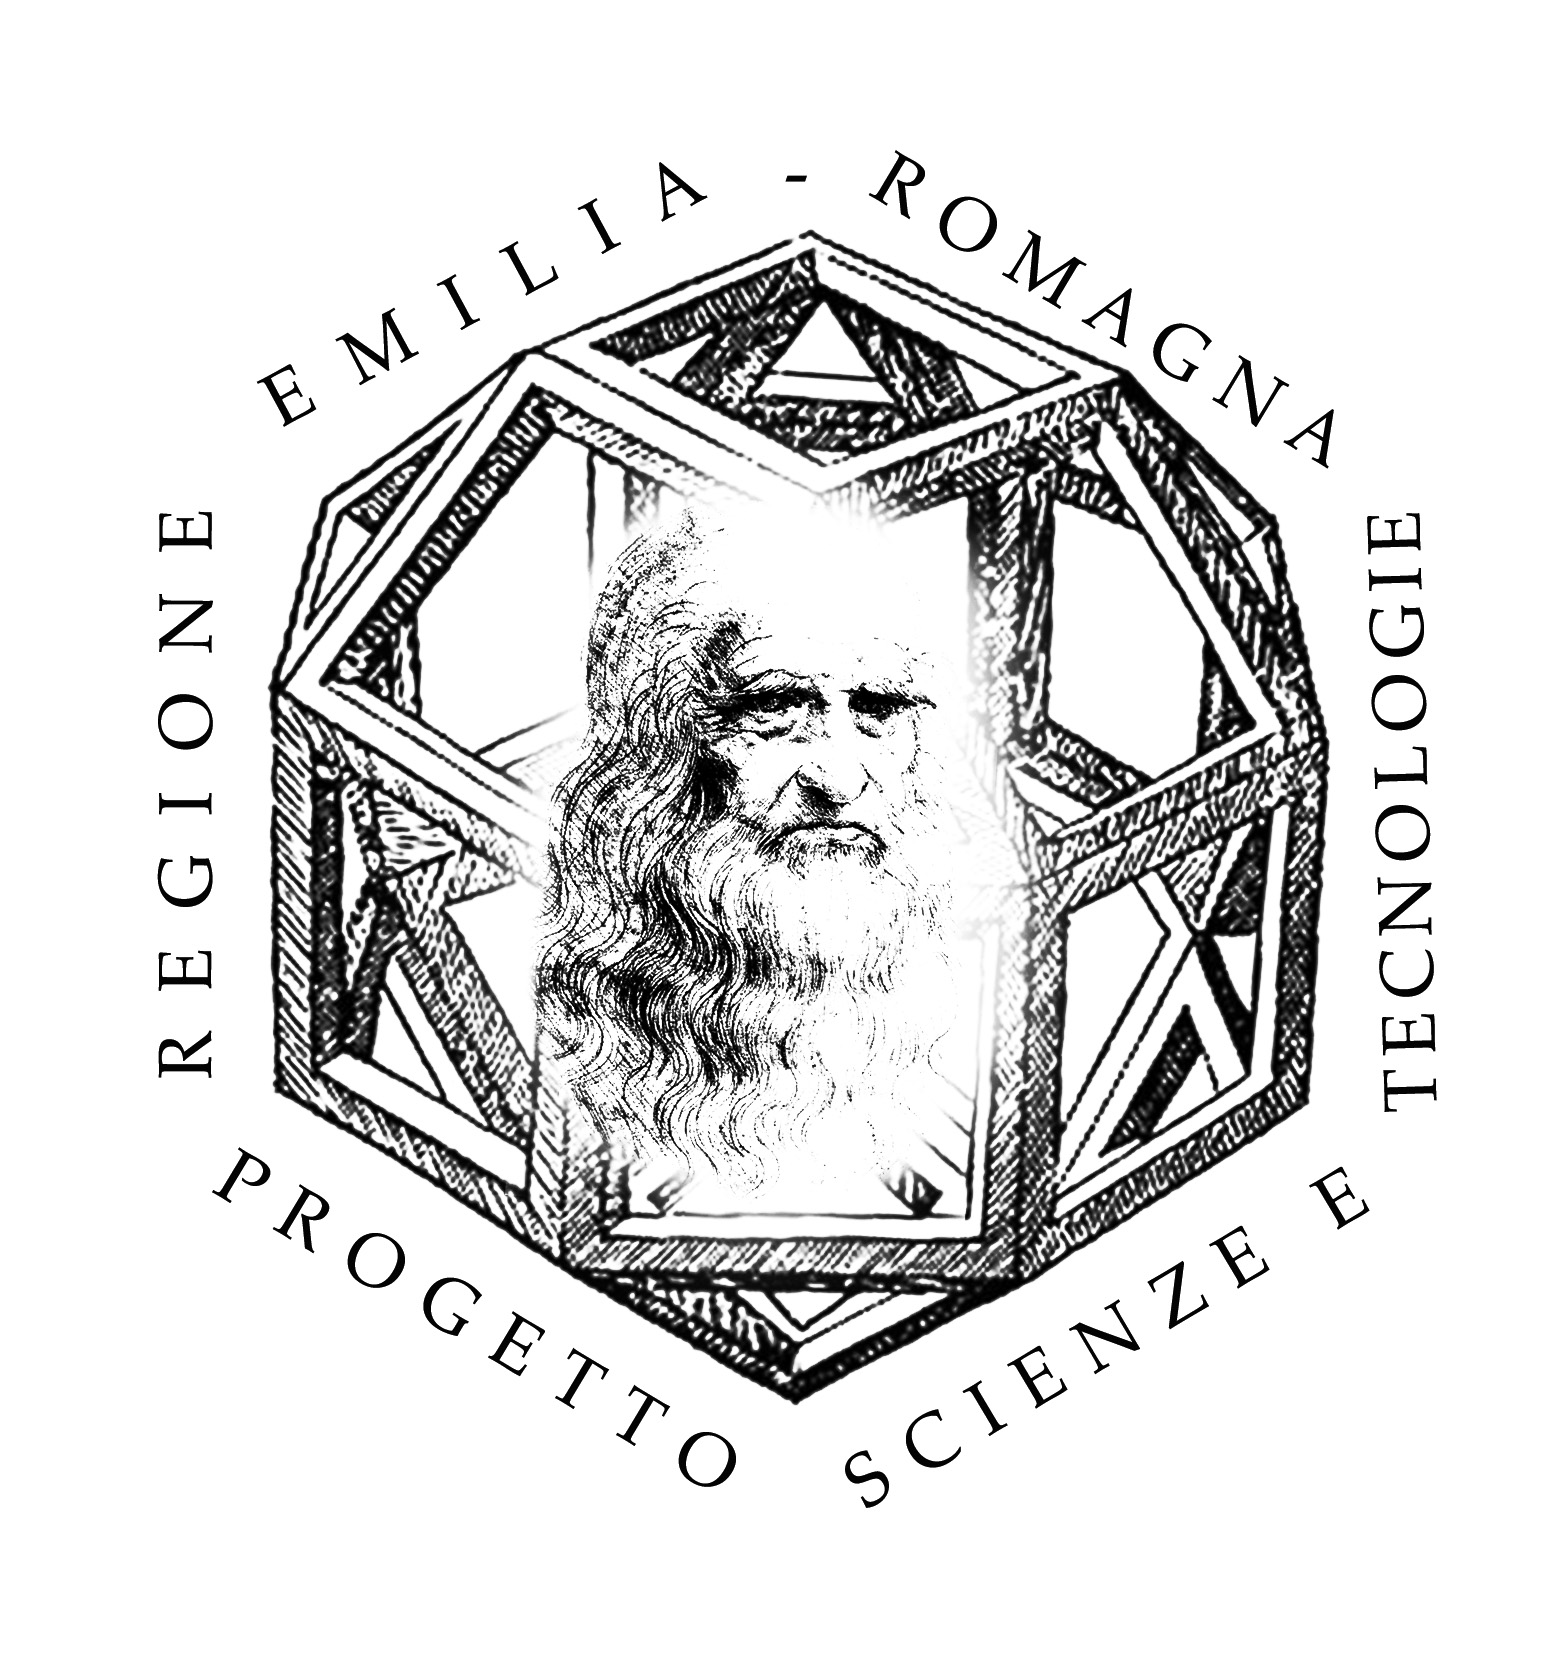 REGIONE
EMILIA - ROMAGNA
PROGETTO
SCIENZE E
TECNOLOGIE